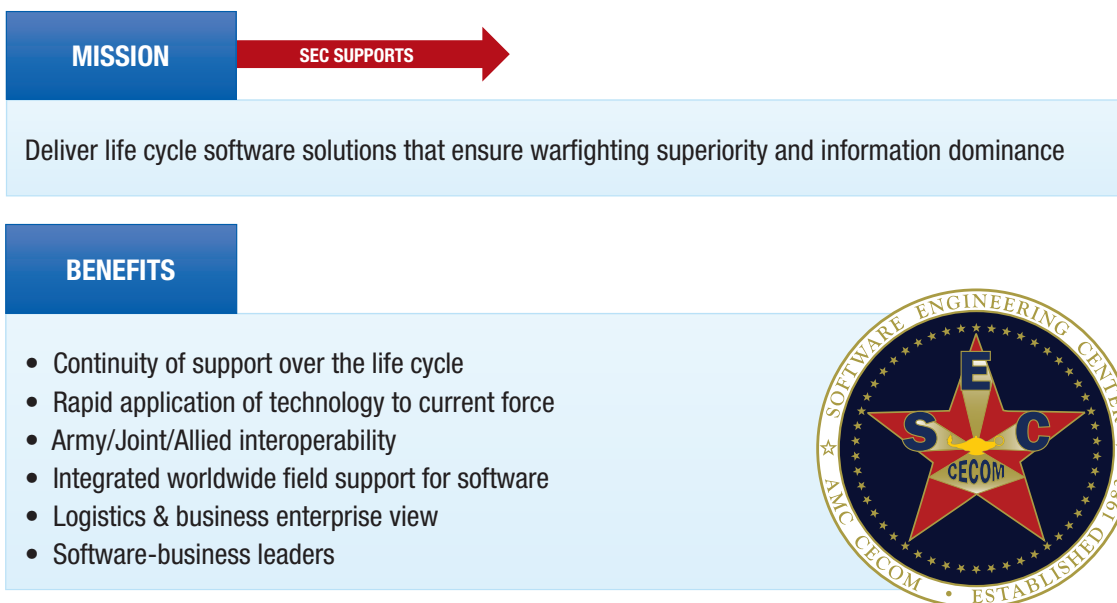 MISSION
SEC SUPPORTS
Deliver life cycle software solutions that ensure warfighting superiority and information dominance
BENEFITS
• Continuity of support over the life cycle
• Rapid application of technology to current force
• Army/Joint/Allied interoperability
• Integrated worldwide field support for software
• Logistics & business enterprise view
• Software-business leaders
SOFTWARE ENGINEERING CENTER
E
S C
CECOM
AMC CECOM • ESTABLISHED